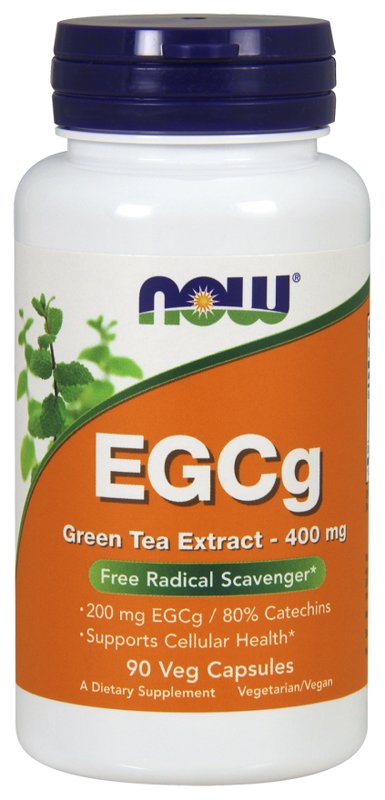 NOW®
EGCg
Green Tea Extract - 400 mg
Free Radical Scavenger*
• 200 mg EGCg / 80% Catechins
• Supports Cellular Health*
90 Veg Capsules
A Dietary Supplement Vegetarian/Vegan